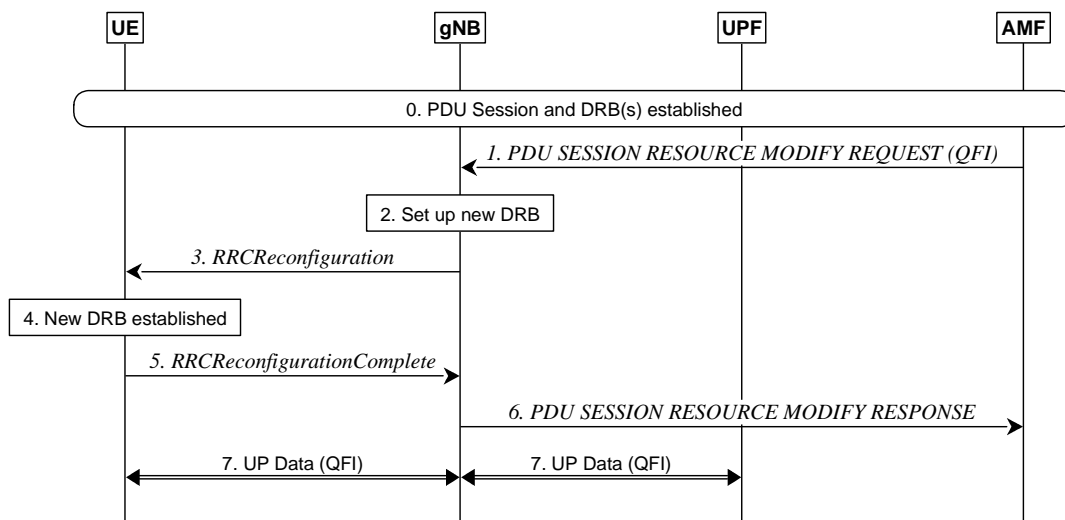 UE gNB UPF AMF
0. PDU Session and DRB(s) established
1. PDU SESSION RESOURCE MODIFY REQUEST (QFI)
2. Set up new DRB
3. RRCReconfiguration
4. New DRB established
5. RRCReconfigurationComplete
6. PDU SESSION RESOURCE MODIFY RESPONSE
7. UP Data (QFI) 7. UP Data (QFI)